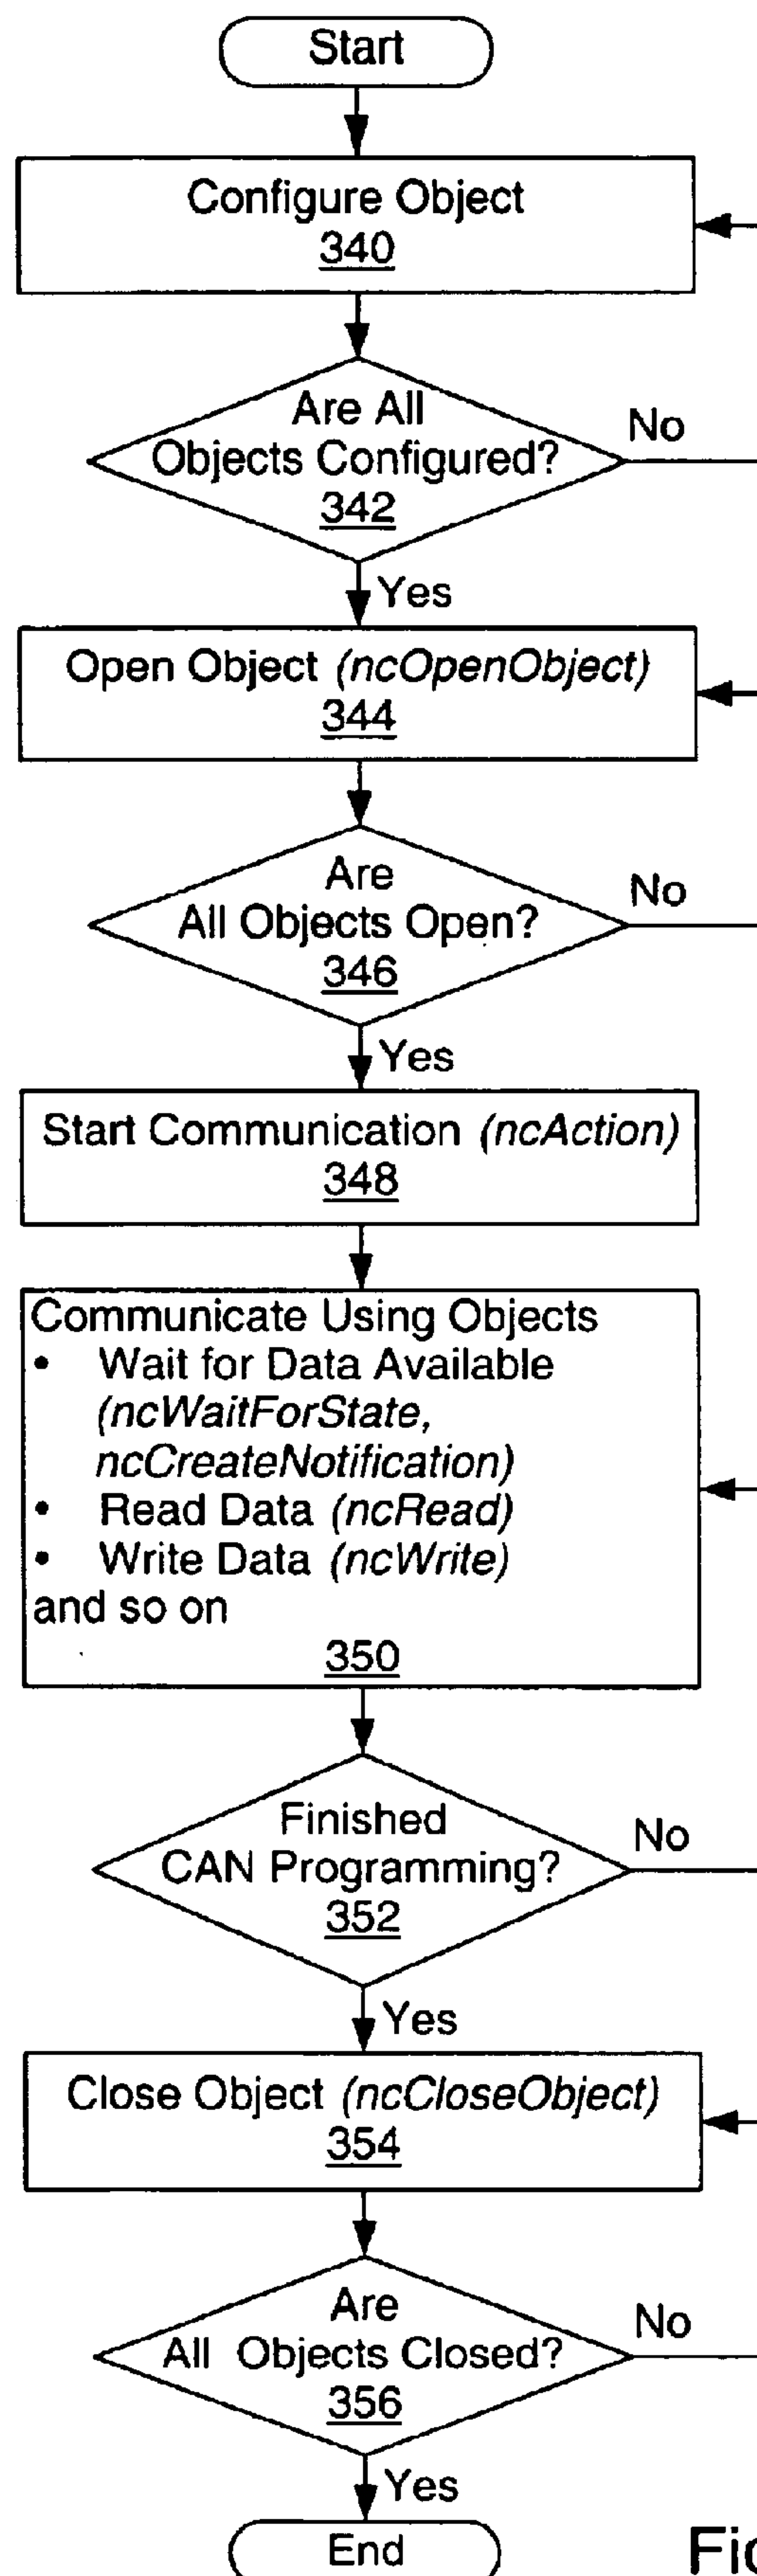 Start
Configure Object
340
Are All
Objects Configured?
342
No
Yes
Open Object (ncOpenObject)
344
Are
All Objects Open?
346
No
Yes
Start Communication (ncAction)
348
Communicate Using Objects
• Wait for Data Available
(ncWaitForState,
ncCreateNotification)
• Read Data (ncRead)
• Write Data (ncWrite)
and so on
350
Finished
CAN Programming?
352
No
Yes
Close Object (ncCloseObject)
354
Are
All Objects Closed?
356
No
Yes
End